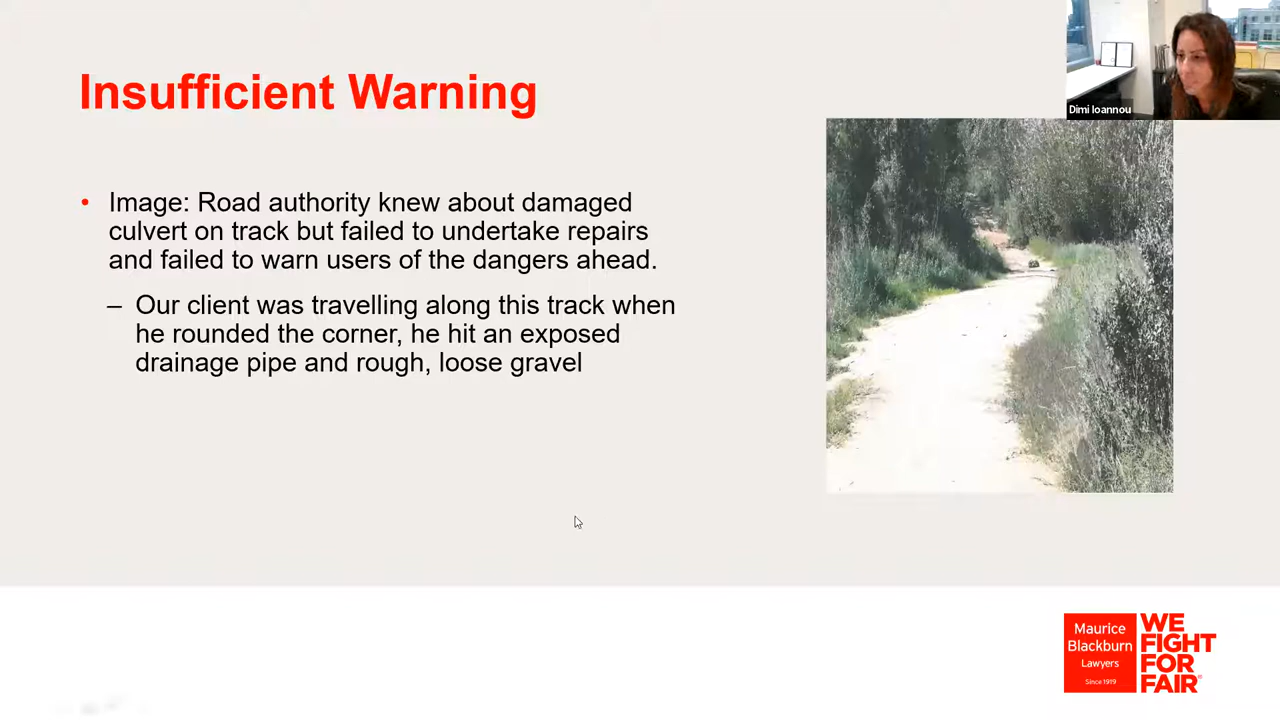 Insufficient Warning
Dimi Ioannou
• Image: Road authority knew about damaged
culvert on track but failed to undertake repairs
and failed to warn users of the dangers ahead.
– Our client was travelling along this track when
he rounded the corner, he hit an exposed
drainage pipe and rough, loose gravel
Maurice
Blackburn
Lawyers
Since 1919
WE
FIGHT
FOR
FAIR